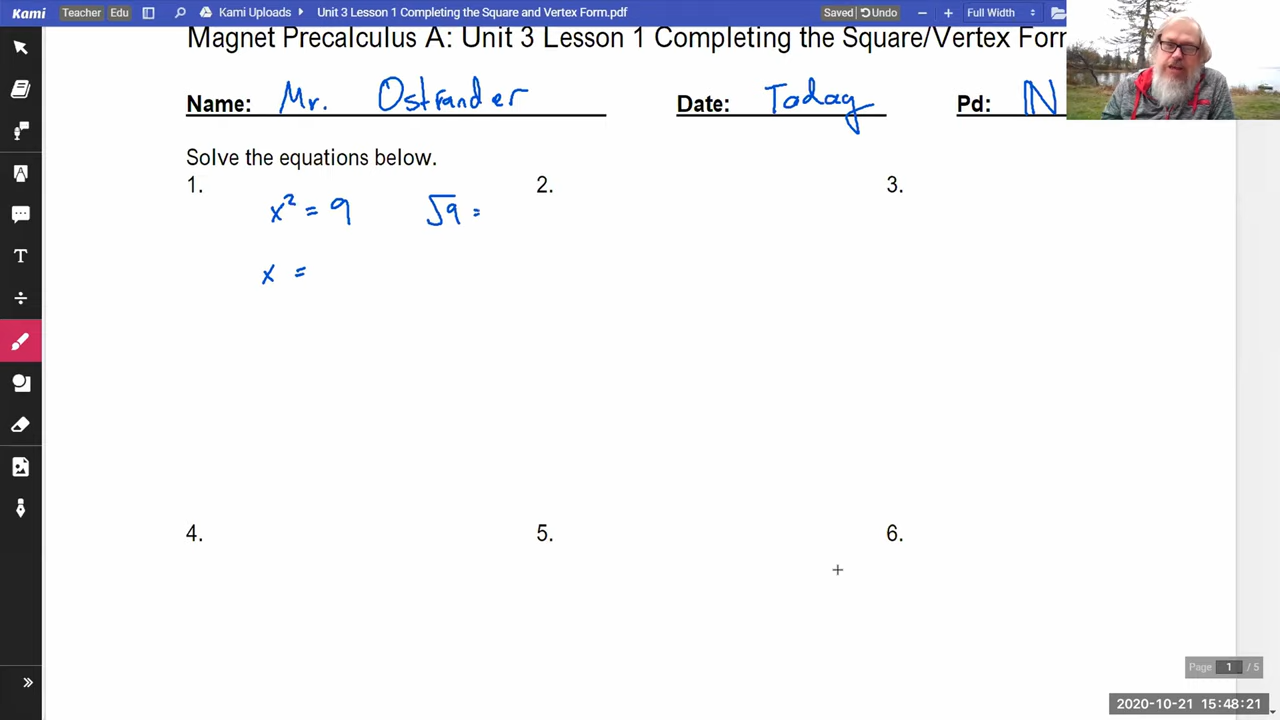 Kami Teacher Edu Kami Uploads > Unit 3 Lesson 1 Completing the Square and Vertex Form.pdf Saved Undo Full Width
Magnet Precalculus A: Unit 3 Lesson 1 Completing the Square/Vertex Form
Name: Mr. Ostrander Date: Today Pd: N
Solve the equations below.
1. 2. 3.
x² = 9 √9 =
x =
4. 5. 6.
Page 1 / 5
2020-10-21 15:48:21